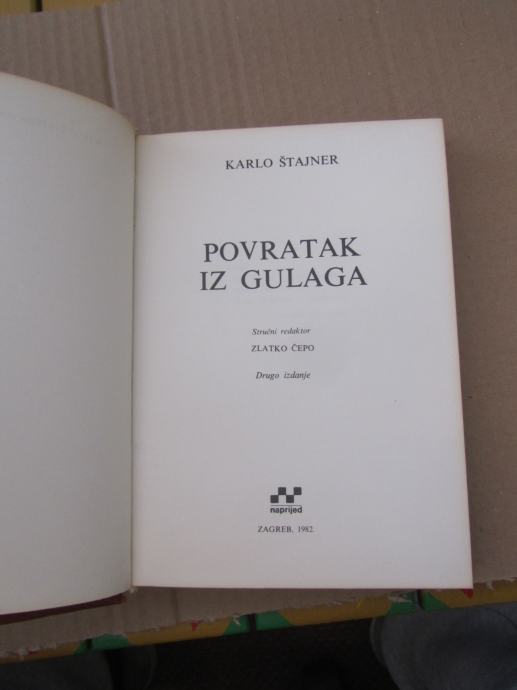 KARLO ŠTAJNER
POVRATAK
IZ GULAGA
Stručni redaktor
ZLATKO ČEPO
Drugo izdanje
naprijed
ZAGREB, 1982.